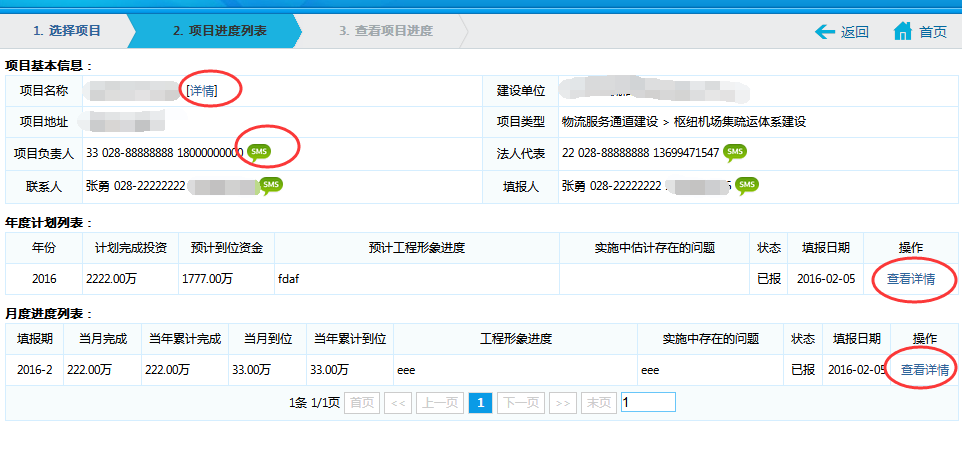 1. 选择项目 2. 项目进度列表 3. 查看项目进度 返回 首页
项目基本信息：
项目名称 [详情] 建设单位
项目地址 项目类型 物流服务通道建设 > 枢纽机场集疏运体系建设
项目负责人 33 028-88888888 18000000000 SMS 法人代表 22 028-88888888 13699471547 SMS
联系人 张勇 028-22222222 SMS 填报人 张勇 028-22222222 SMS
年度计划列表：
年份 计划完成投资 预计到位资金 预计工程形象进度 实施中估计存在的问题 状态 填报日期 操作
2016 2222.00万 1777.00万 fdaf 已报 2016-02-05 查看详情
月度进度列表：
填报期 当月完成 当年累计完成 当月到位 当年累计到位 工程形象进度 实施中存在的问题 状态 填报日期 操作
2016-2 222.00万 222.00万 33.00万 33.00万 eee eee 已报 2016-02-05 查看详情
1条 1/1页 首页 << 上一页 1 下一页 >> 末页 1